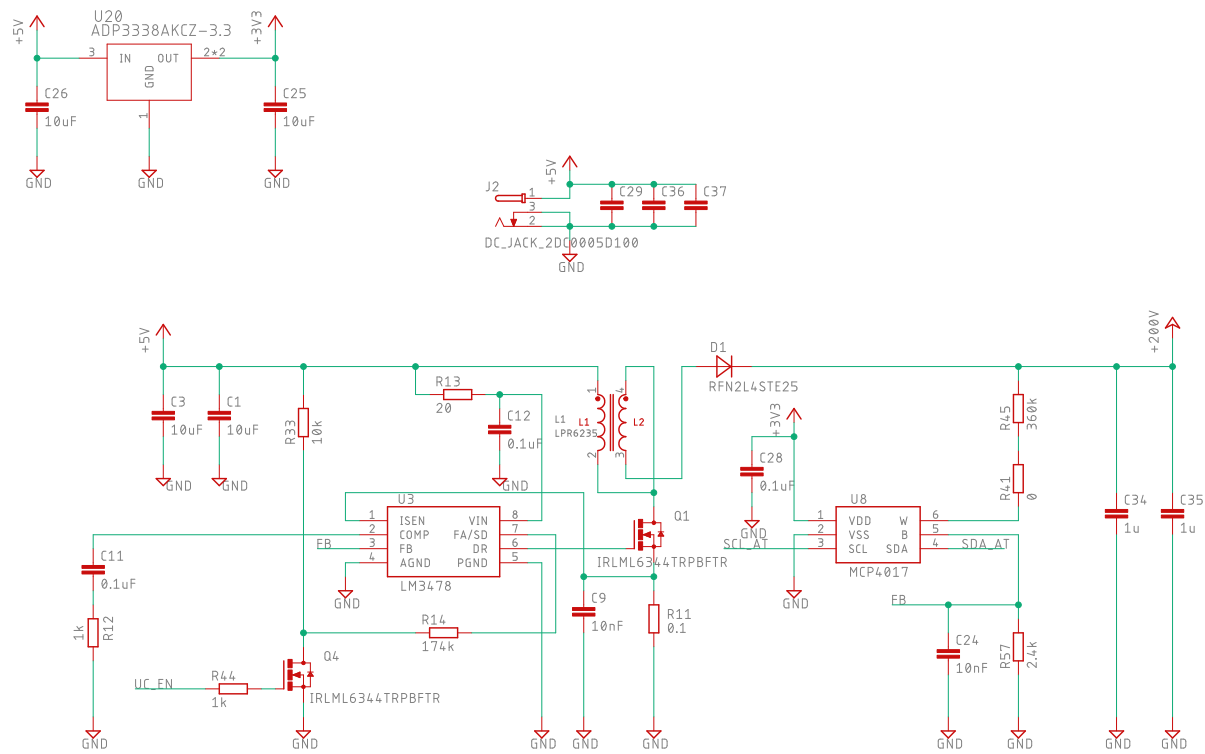 U20
ADP3338AKCZ-3.3
+5V
+3V3
3
IN
OUT
2*2
GND
1
C26
10uF
C25
10uF
GND
GND
GND
+5V
J2
1
3
2
C29
C36
C37
DC_JACK_2DC0005D100
GND
+5V
+200V
D1
RFN2L4STE25
R13
20
C3
10uF
C1
10uF
R33
10k
C12
0.1uF
L1
LPR6235
L1
L2
1
2
4
3
R45
360k
+3V3
C28
0.1uF
R41
0
GND
GND
GND
GND
U3
1
ISEN
VIN
8
2
COMP
FA/SD
7
3
FB
DR
6
4
AGND
PGND
5
LM3478
FB
GND
Q1
IRLML6344TRPBFTR
U8
1
VDD
W
6
2
VSS
B
5
3
SCL
SDA
4
MCP4017
SCL_AT
SDA_AT
GND
C34
1u
C35
1u
C11
0.1uF
1k
R12
R14
174k
C9
10nF
R11
0.1
FB
C24
10nF
R57
2.4k
Q4
IRLML6344TRPBFTR
UC_EN
R44
1k
GND
GND
GND
GND
GND
GND
GND
GND
GND